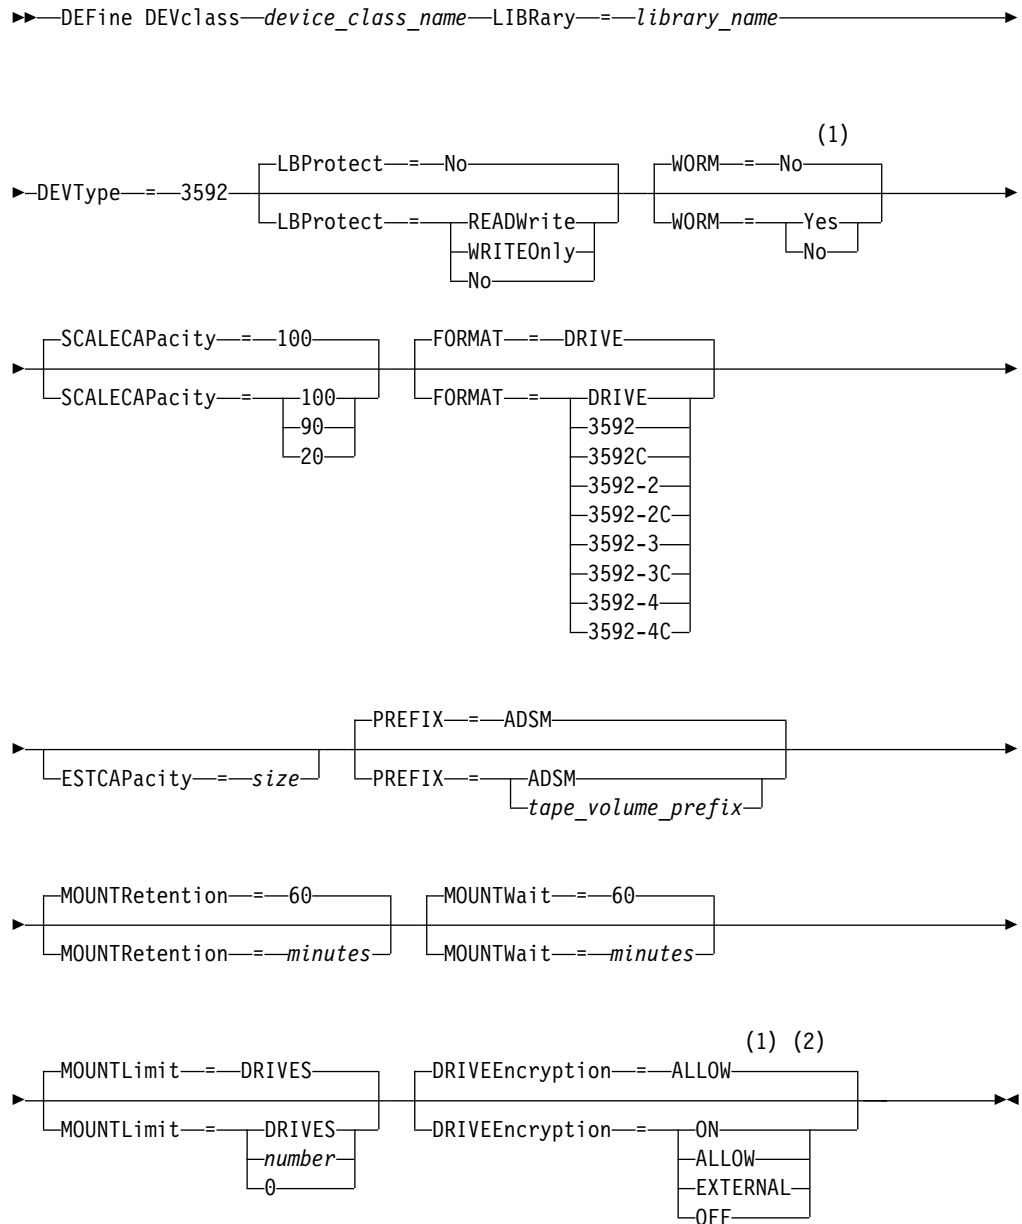 DEFine DEVclass device_class_name LIBRary = library_name
(1)
LBProtect = No WORM = No
DEVType = 3592
LBProtect = READWrite WORM = Yes
WRITEOnly No
No
SCALECAPacity = 100 FORMAT = DRIVE
SCALECAPacity = 100 FORMAT = DRIVE
90 3592
20 3592C
3592-2
3592-2C
3592-3
3592-3C
3592-4
3592-4C
PREFIX = ADSM
ESTCAPacity = size PREFIX = ADSM
tape_volume_prefix
MOUNTRetention = 60 MOUNTWait = 60
MOUNTRetention = minutes MOUNTWait = minutes
(1) (2)
MOUNTLimit = DRIVES DRIVEEncryption = ALLOW
MOUNTLimit = DRIVES DRIVEEncryption = ON
number ALLOW
0 EXTERNAL
OFF